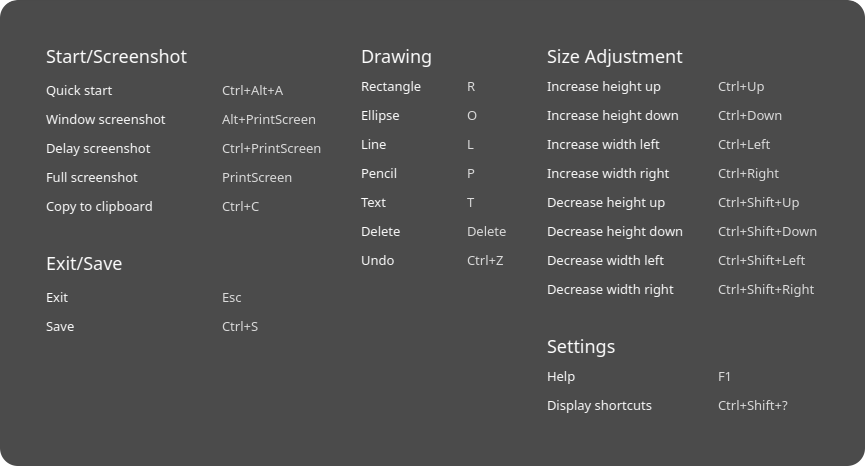 Start/Screenshot
Quick start Ctrl+Alt+A
Window screenshot Alt+PrintScreen
Delay screenshot Ctrl+PrintScreen
Full screenshot PrintScreen
Copy to clipboard Ctrl+C
Exit/Save
Exit Esc
Save Ctrl+S
Drawing
Rectangle R
Ellipse O
Line L
Pencil P
Text T
Delete Delete
Undo Ctrl+Z
Size Adjustment
Increase height up Ctrl+Up
Increase height down Ctrl+Down
Increase width left Ctrl+Left
Increase width right Ctrl+Right
Decrease height up Ctrl+Shift+Up
Decrease height down Ctrl+Shift+Down
Decrease width left Ctrl+Shift+Left
Decrease width right Ctrl+Shift+Right
Settings
Help F1
Display shortcuts Ctrl+Shift+?